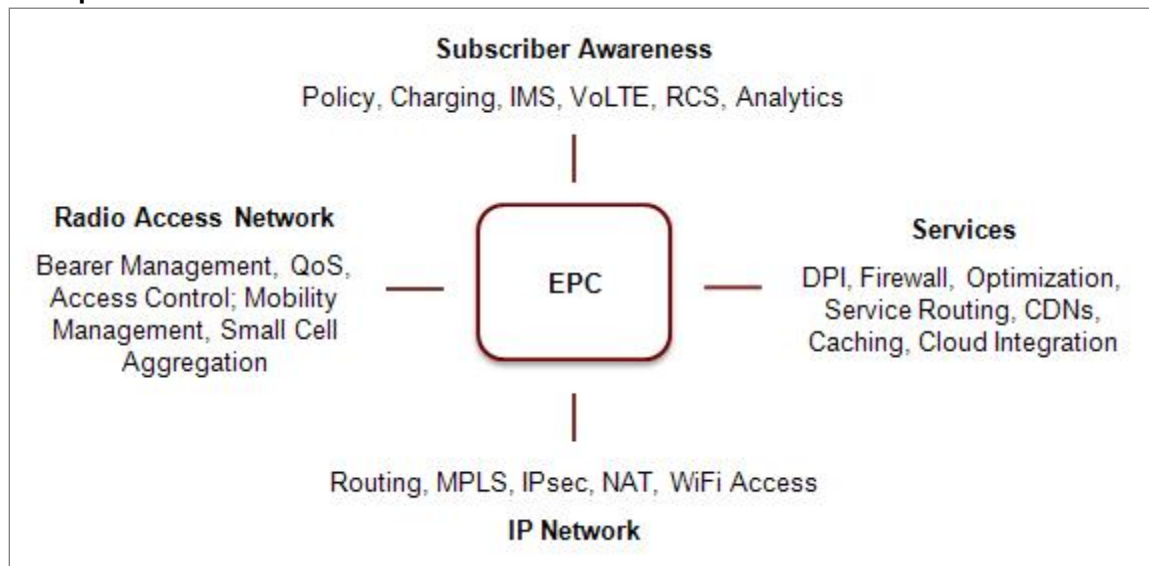 Subscriber Awareness
Policy, Charging, IMS, VoLTE, RCS, Analytics
Radio Access Network
Bearer Management, QoS,
Access Control; Mobility
Management, Small Cell
Aggregation
EPC
Services
DPI, Firewall, Optimization,
Service Routing, CDNs,
Caching, Cloud Integration
Routing, MPLS, IPsec, NAT, WiFi Access
IP Network